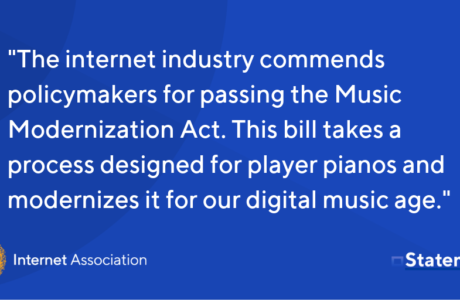 "The internet industry commends
policymakers for passing the Music
Modernization Act. This bill takes a
process designed for player pianos and
modernizes it for our digital music age."
Internet Association